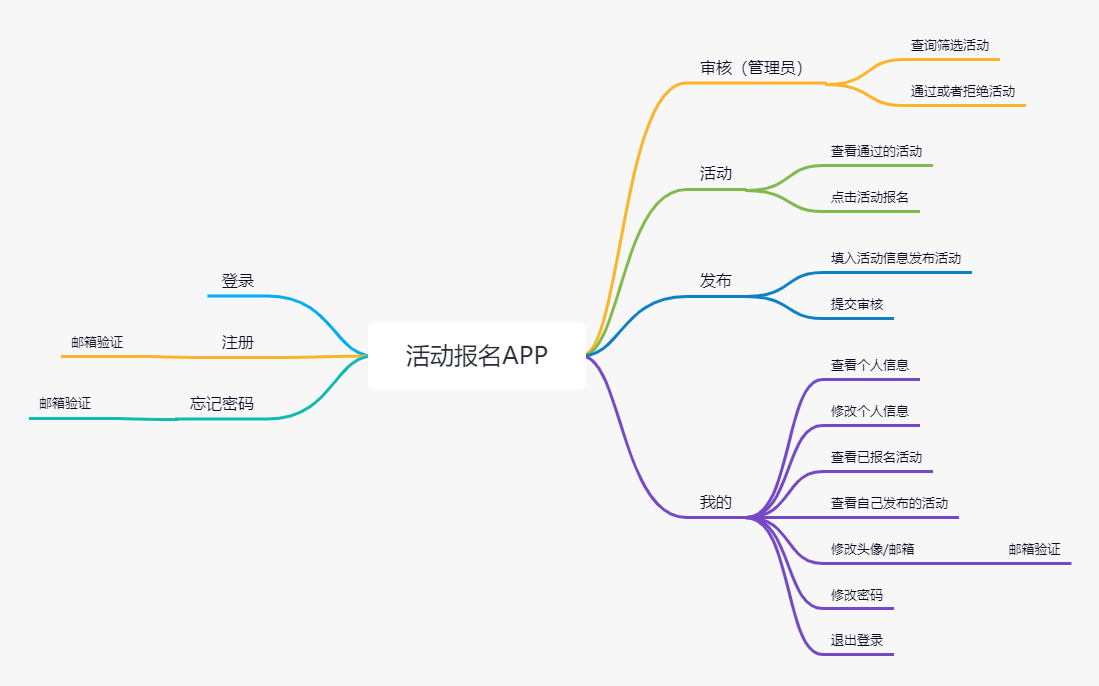 活动报名APP
登录
注册
邮箱验证
忘记密码
邮箱验证
审核（管理员）
查询筛选活动
通过或者拒绝活动
活动
查看通过的活动
点击活动报名
发布
填入活动信息发布活动
提交审核
我的
查看个人信息
修改个人信息
查看已报名活动
查看自己发布的活动
修改头像/邮箱
邮箱验证
修改密码
退出登录